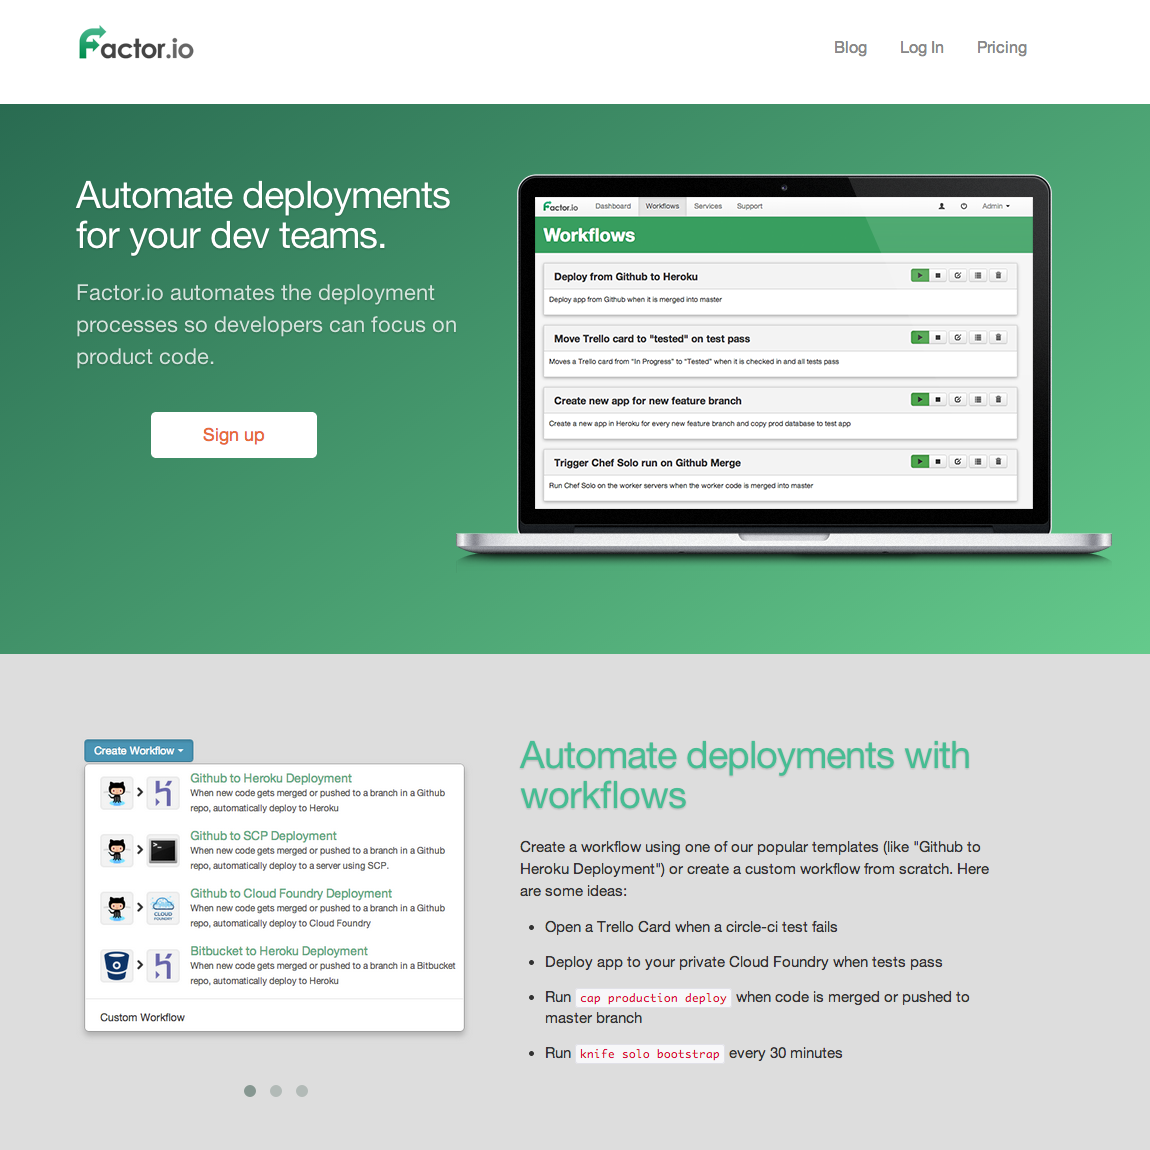 Factor.io
Blog Log In Pricing
Automate deployments
for your dev teams.
Factor.io automates the deployment
processes so developers can focus on
product code.
Sign up
Factor.io Dashboard Workflows Services Support Admin
Workflows
Deploy from Github to Heroku
Deploy app from Github when it is merged into master
Move Trello card to "tested" on test pass
Moves a Trello card from "In Progress" to "Tested" when it is checked in and all tests pass
Create new app for new feature branch
Create a new app in Heroku for every new feature branch and copy prod database to test app
Trigger Chef Solo run on Github Merge
Run Chef Solo on the worker servers when the worker code is merged into master
Create Workflow
Github to Heroku Deployment
When new code gets merged or pushed to a branch in a Github
repo, automatically deploy to Heroku
Github to SCP Deployment
When new code gets merged or pushed to a branch in a Github
repo, automatically deploy to a server using SCP.
Github to Cloud Foundry Deployment
When new code gets merged or pushed to a branch in a Github
repo, automatically deploy to Cloud Foundry
CLOUD
FOUNDRY
Bitbucket to Heroku Deployment
When new code gets merged or pushed to a branch in a Bitbucket
repo, automatically deploy to Heroku
Custom Workflow
Automate deployments with
workflows
Create a workflow using one of our popular templates (like "Github to
Heroku Deployment") or create a custom workflow from scratch. Here
are some ideas:
• Open a Trello Card when a circle-ci test fails
• Deploy app to your private Cloud Foundry when tests pass
• Run cap production deploy when code is merged or pushed to
master branch
• Run knife solo bootstrap every 30 minutes